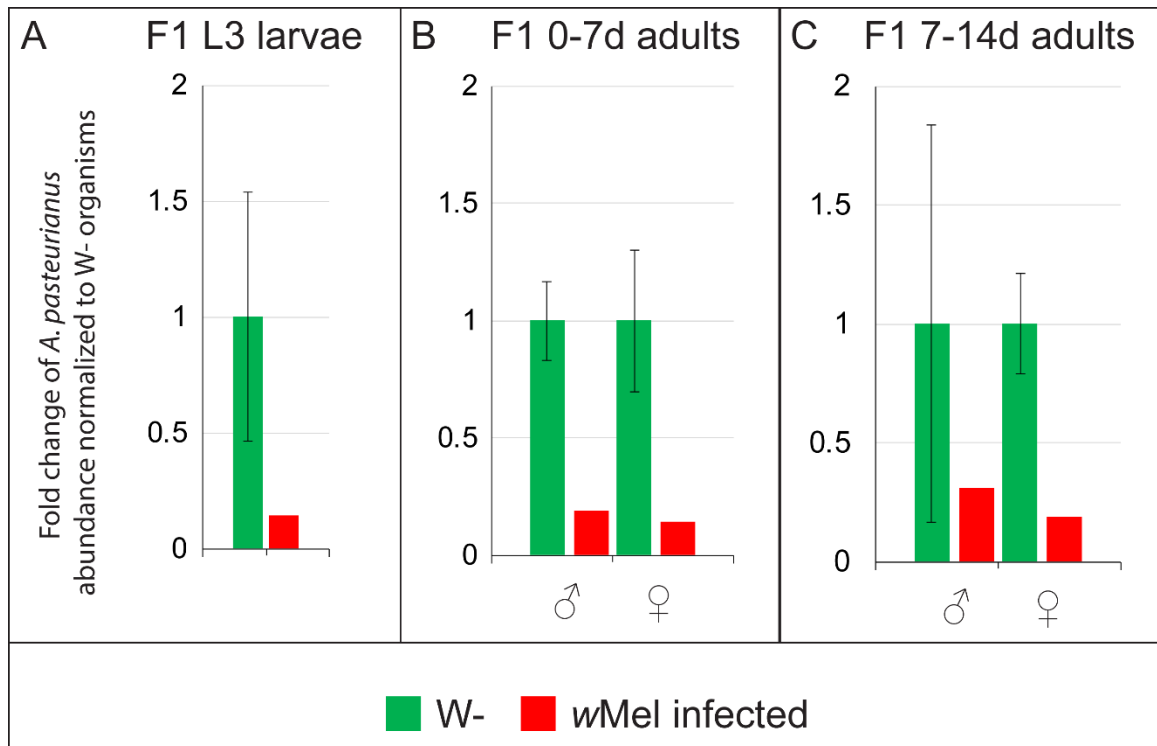 A F1 L3 larvae
B F1 0-7d adults
C F1 7-14d adults
Fold change of A. pasteurianus
abundance normalized to W- organisms
2
1.5
1
0.5
0
2
1.5
1
0.5
0
♂ ♀
2
1.5
1
0.5
0
♂ ♀
W- wMel infected